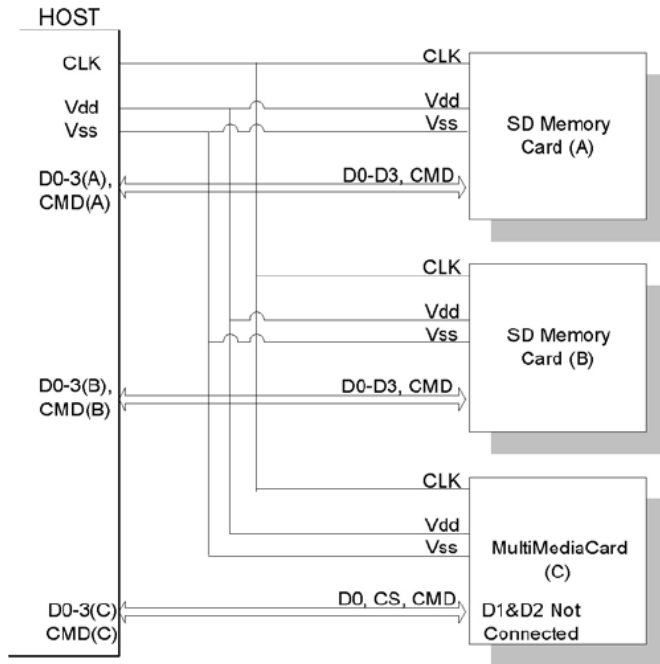 HOST
CLK
CLK
Vdd
Vdd
Vss
Vss
SD Memory
Card (A)
D0-3(A),
CMD(A)
D0-D3, CMD
CLK
Vdd
Vss
SD Memory
Card (B)
D0-3(B),
CMD(B)
D0-D3, CMD
CLK
Vdd
Vss
MultiMediaCard
(C)
D0-3(C)
CMD(C)
D0, CS, CMD
D1&D2 Not
Connected